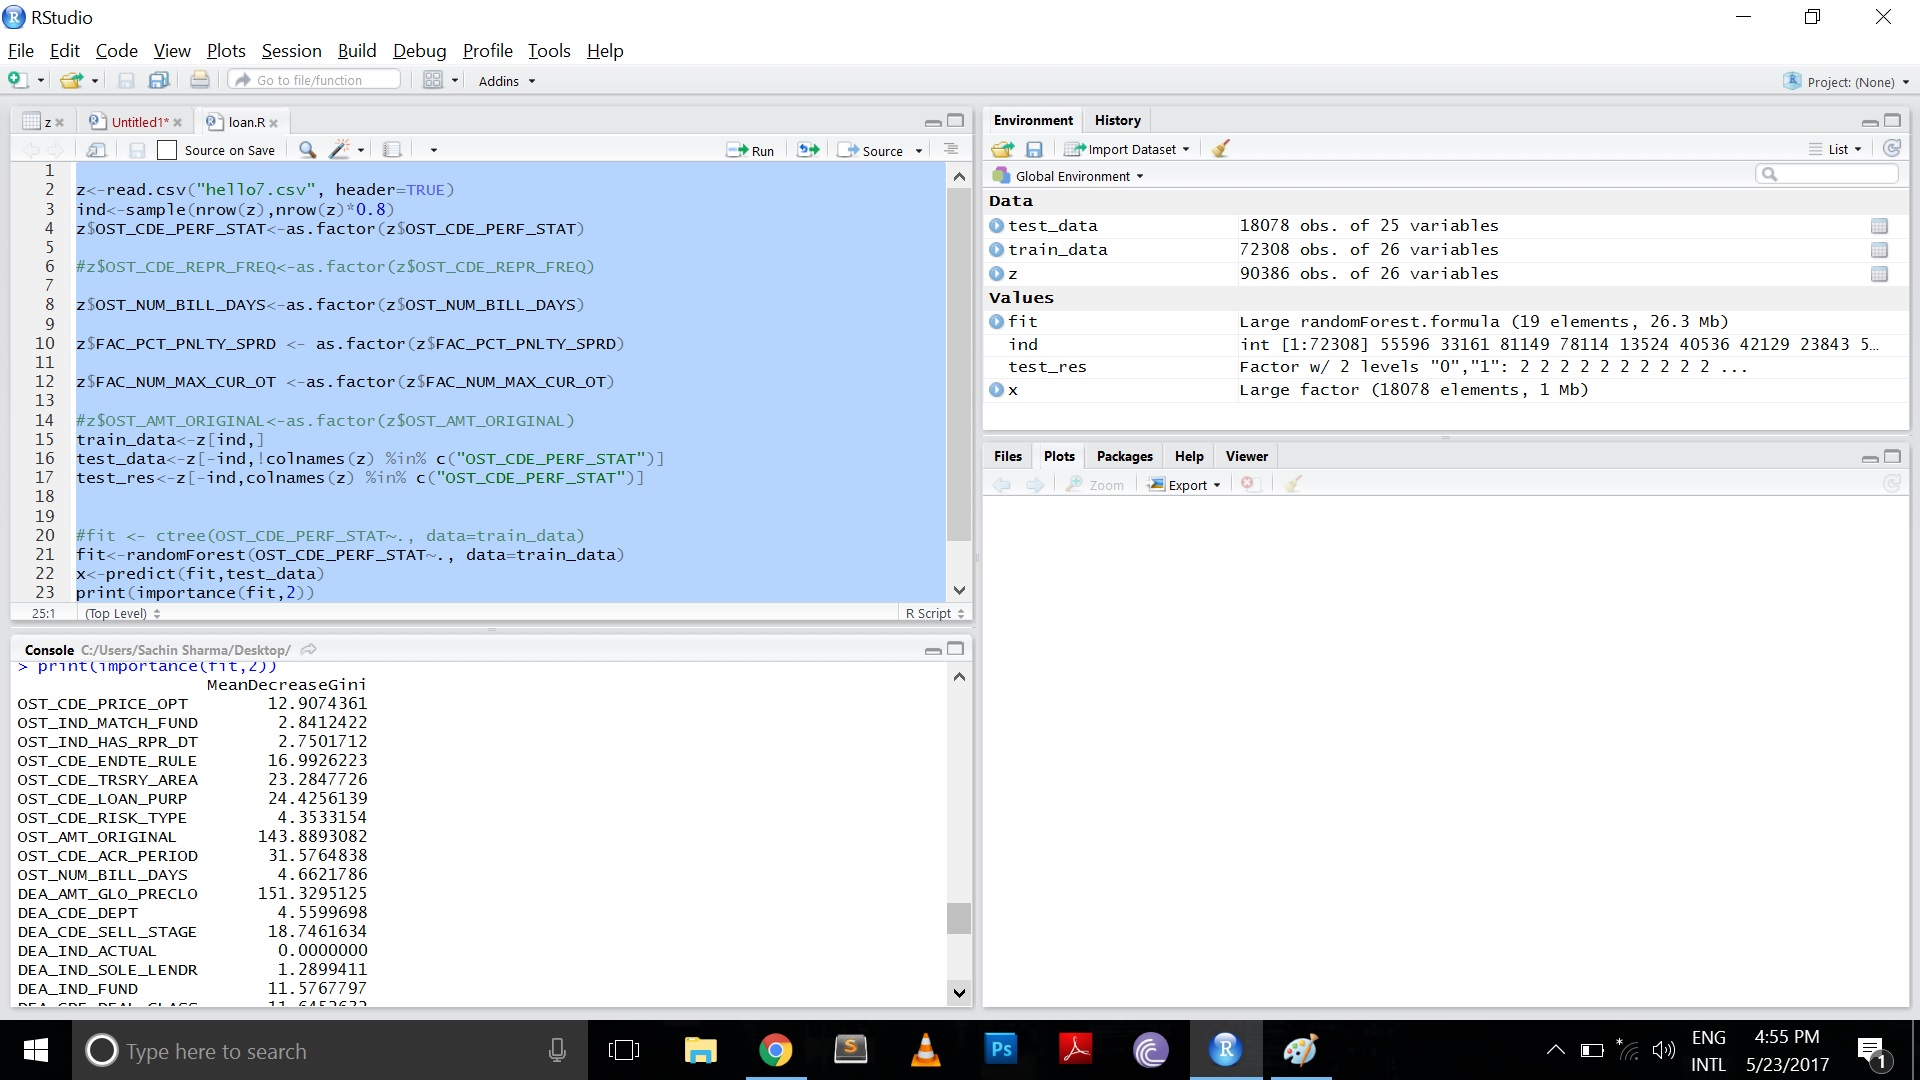 RStudio
File Edit Code View Plots Session Build Debug Profile Tools Help
Go to file/function Addins Project: (None)
z Untitled1* loan.R
Source on Save Run Source
1
2 z<-read.csv("hello7.csv", header=TRUE)
3 ind<-sample(nrow(z),nrow(z)*0.8)
4 z$OST_CDE_PERF_STAT<-as.factor(z$OST_CDE_PERF_STAT)
5
6 #z$OST_CDE_REPR_FREQ<-as.factor(z$OST_CDE_REPR_FREQ)
7
8 z$OST_NUM_BILL_DAYS<-as.factor(z$OST_NUM_BILL_DAYS)
9
10 z$FAC_PCT_PNLTY_SPRD <- as.factor(z$FAC_PCT_PNLTY_SPRD)
11
12 z$FAC_NUM_MAX_CUR_OT <-as.factor(z$FAC_NUM_MAX_CUR_OT)
13
14 #z$OST_AMT_ORIGINAL<-as.factor(z$OST_AMT_ORIGINAL)
15 train_data<-z[ind,]
16 test_data<-z[-ind,!colnames(z) %in% c("OST_CDE_PERF_STAT")]
17 test_res<-z[-ind,colnames(z) %in% c("OST_CDE_PERF_STAT")]
18
19
20 #fit <- ctree(OST_CDE_PERF_STAT~., data=train_data)
21 fit<-randomForest(OST_CDE_PERF_STAT~., data=train_data)
22 x<-predict(fit,test_data)
23 print(importance(fit,2))
25:1 (Top Level) R Script
Console C:/Users/Sachin Sharma/Desktop/
> print(importance(fit,2))
MeanDecreaseGini
OST_CDE_PRICE_OPT 12.9074361
OST_IND_MATCH_FUND 2.8412422
OST_IND_HAS_RPR_DT 2.7501712
OST_CDE_ENDTE_RULE 16.9926223
OST_CDE_TRSRY_AREA 23.2847726
OST_CDE_LOAN_PURP 24.4256139
OST_CDE_RISK_TYPE 4.3533154
OST_AMT_ORIGINAL 143.8893082
OST_CDE_ACR_PERIOD 31.5764838
OST_NUM_BILL_DAYS 4.6621786
DEA_AMT_GLO_PRECLO 151.3295125
DEA_CDE_DEPT 4.5599698
DEA_CDE_SELL_STAGE 18.7461634
DEA_IND_ACTUAL 0.0000000
DEA_IND_SOLE_LENDR 1.2899411
DEA_IND_FUND 11.5767797
Environment History
Import Dataset List
Global Environment
Data
test_data 18078 obs. of 25 variables
train_data 72308 obs. of 26 variables
z 90386 obs. of 26 variables
Values
fit Large randomForest.formula (19 elements, 26.3 Mb)
ind int [1:72308] 55596 33161 81149 78114 13524 40536 42129 23843 5…
test_res Factor w/ 2 levels "0","1": 2 2 2 2 2 2 2 2 2 2 ...
x Large factor (18078 elements, 1 Mb)
Files Plots Packages Help Viewer
Zoom Export
Type here to search
S Ps R
ENG 4:55 PM
INTL 5/23/2017 1